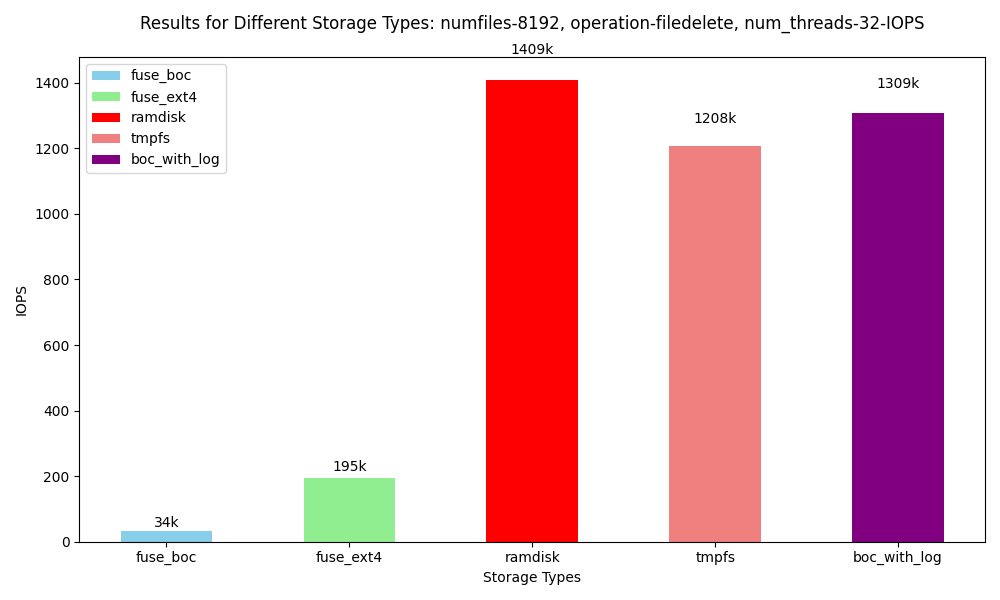 Results for Different Storage Types: numfiles-8192, operation-filedelete, num_threads-32-IOPS
1409k
1400
fuse_boc
fuse_ext4
ramdisk
tmpfs
boc_with_log
1309k
1208k
1200
1000
800
IOPS
600
400
200
195k
34k
0
fuse_boc
fuse_ext4
ramdisk
tmpfs
boc_with_log
Storage Types